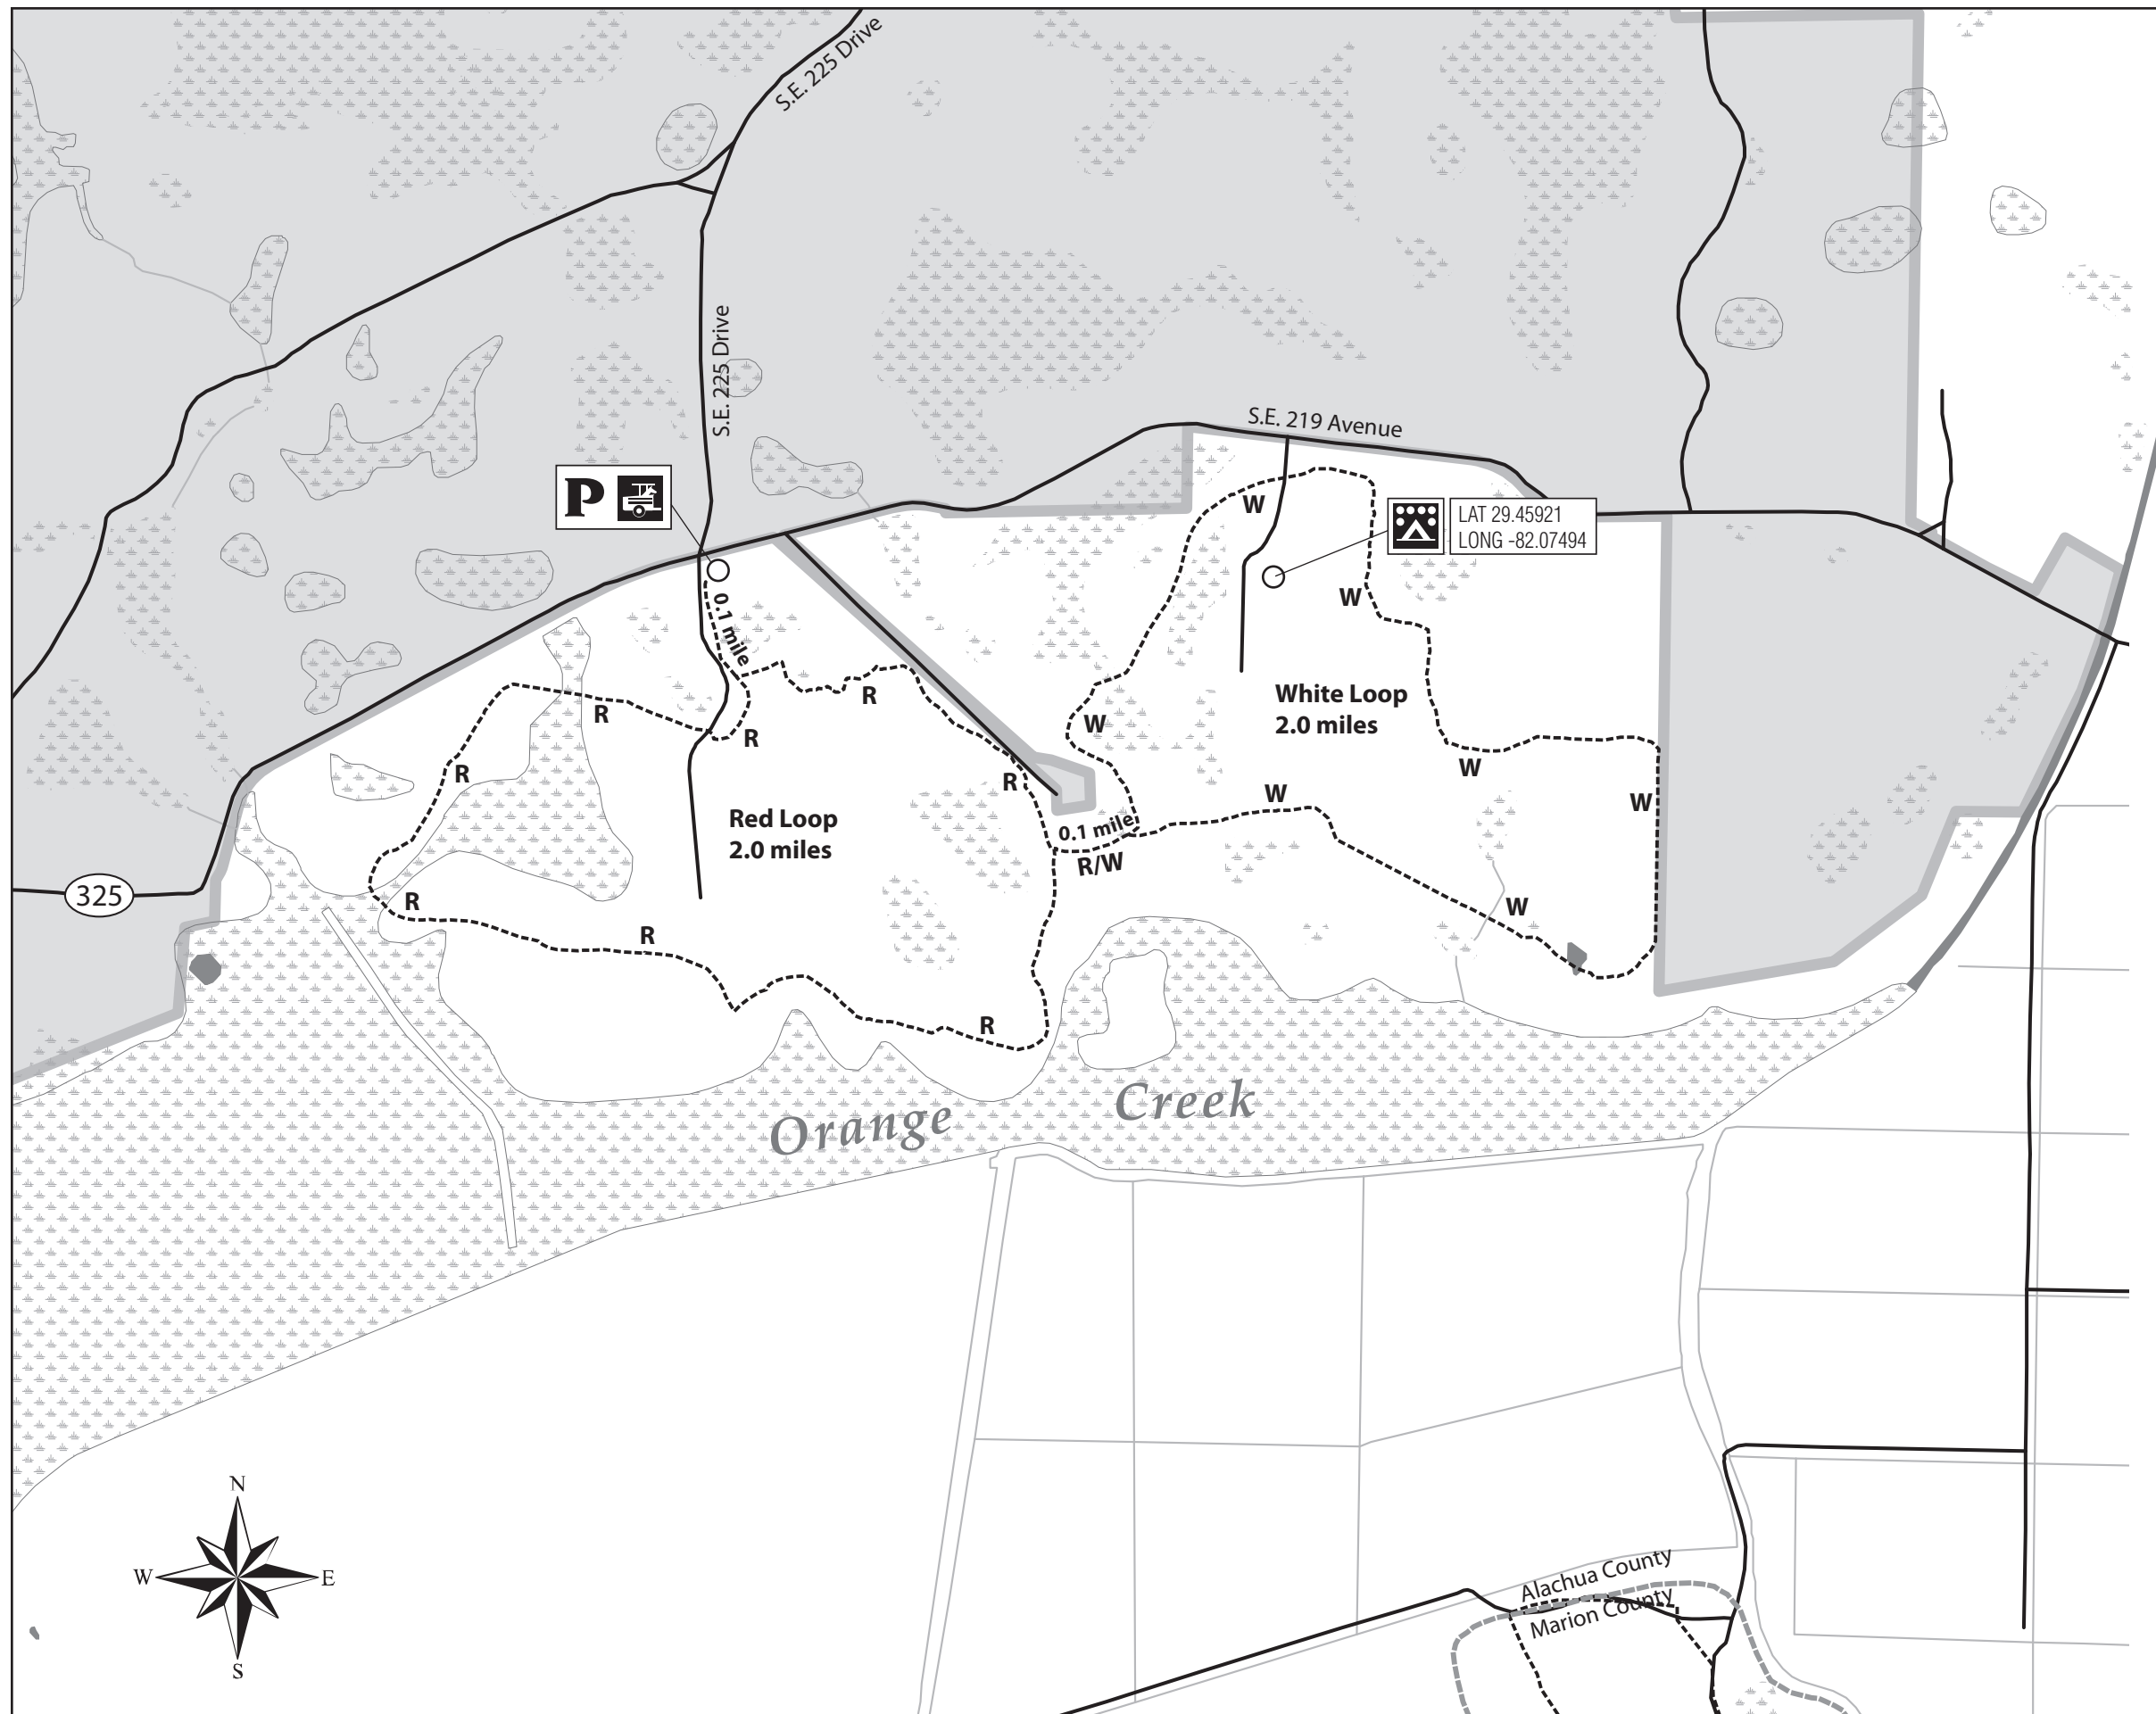 S.E. 225 Drive
S.E. 225 Drive
S.E. 219 Avenue
P
W
LAT 29.45921
LONG -82.07494
W
0.1 mile
R
R
R
W
White Loop
2.0 miles
R
R
W
W
W
Red Loop
2.0 miles
0.1 mile
R/W
325
R
R
W
R
Orange Creek
N
W
E
S
Alachua County
Marion County